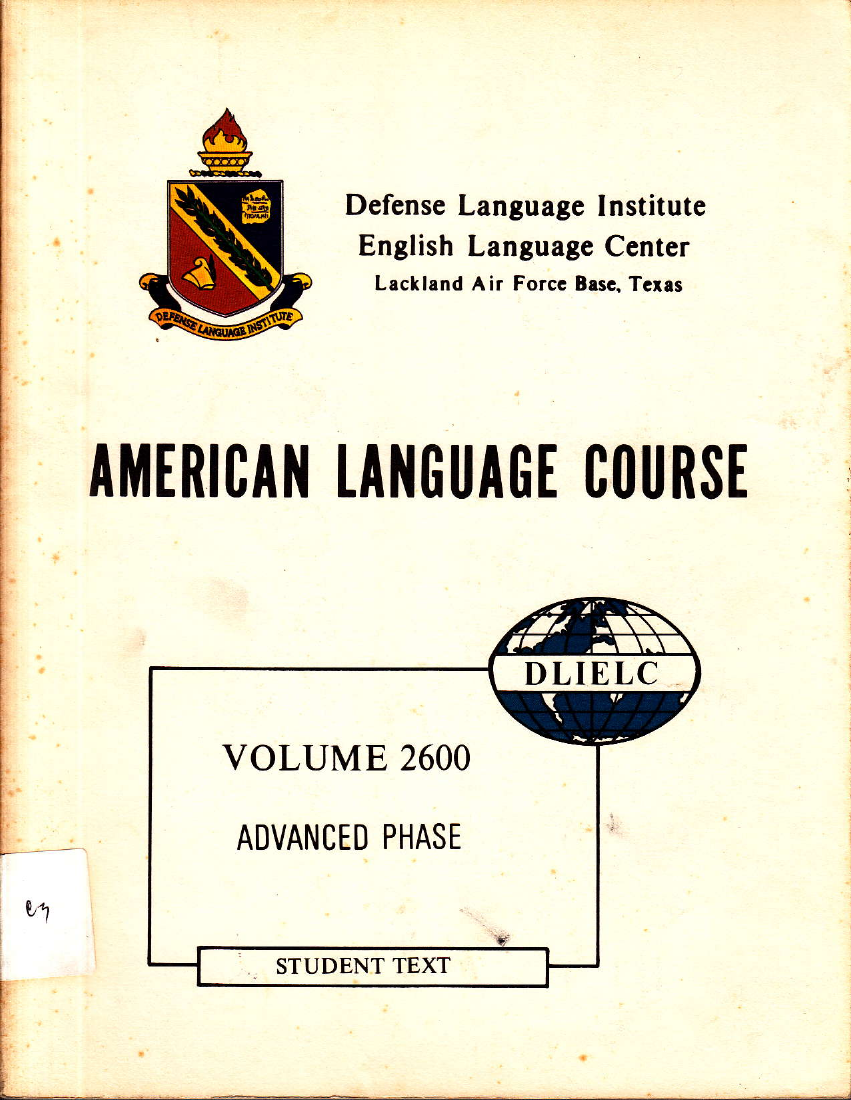 Defense Language Institute
English Language Center
Lackland Air Force Base, Texas
DEFENSE LANGUAGE INSTITUTE
AMERICAN LANGUAGE COURSE
DLIELC
VOLUME 2600
ADVANCED PHASE
STUDENT TEXT